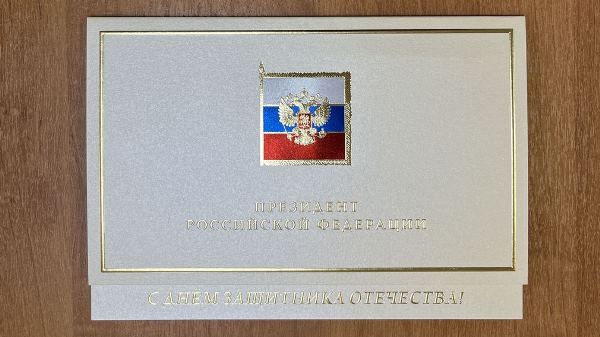 ПРЕЗИДЕНТ
РОССИЙСКОЙ ФЕДЕРАЦИИ
С ДНЁМ ЗАЩИТНИКА ОТЕЧЕСТВА!